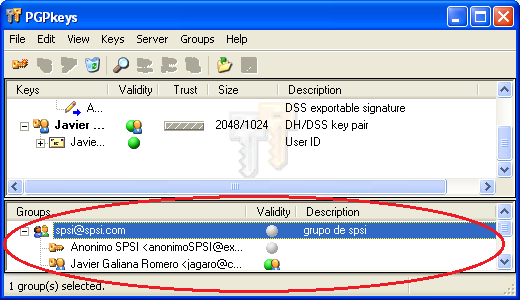 PGPkeys
File Edit View Keys Server Groups Help
Keys Validity Trust Size Description
A... DSS exportable signature
Javier ... 2048/1024 DH/DSS key pair
Javie... User ID
Groups Validity Description
spsi@spsi.com grupo de spsi
Anonimo SPSI <anonimoSPSI@ex...
Javier Galiana Romero <jagaro@c...
1 group(s) selected.